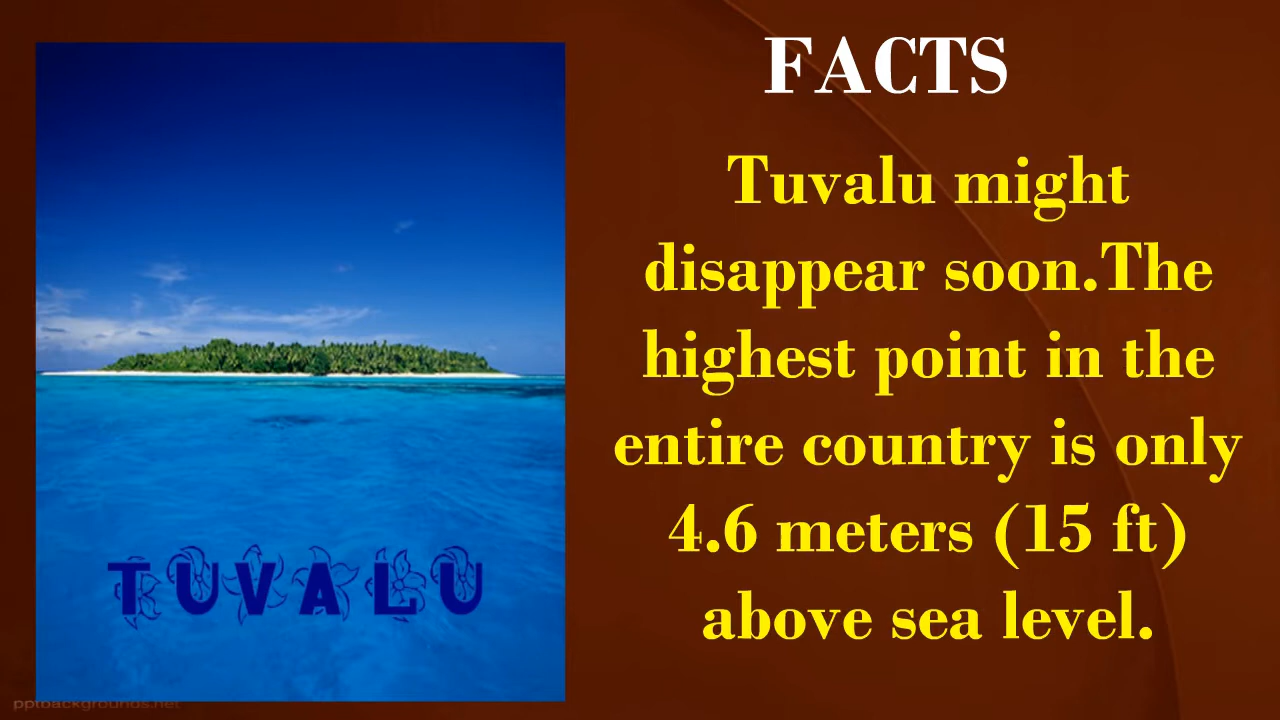 FACTS
Tuvalu might
disappear soon.The
highest point in the
entire country is only
4.6 meters (15 ft)
above sea level.
TUVALU
pptbackgrounds.net